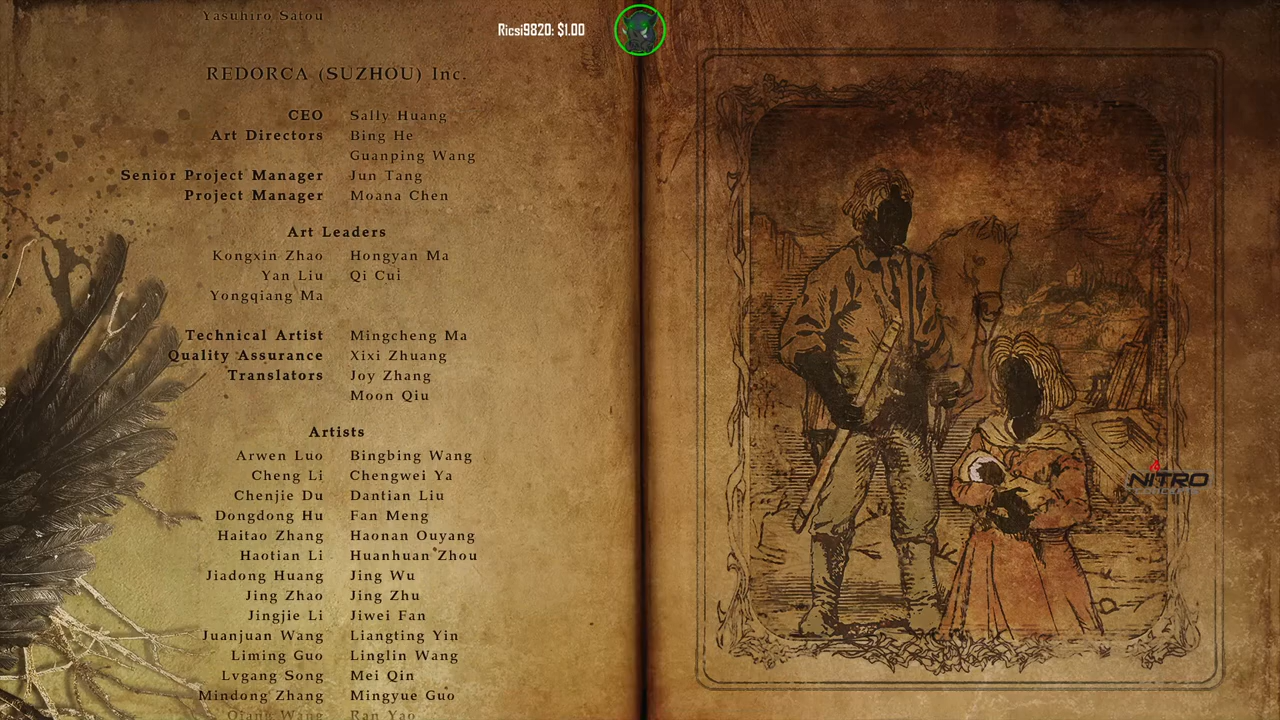 Yasuhiro Satou
Ricsi9820: $1.00
REDORCA (SUZHOU) Inc.
CEO Sally Huang
Art Directors Bing He
Guanping Wang
Senior Project Manager Jun Tang
Project Manager Moana Chen
Art Leaders
Kongxin Zhao Hongyan Ma
Yan Liu Qi Cui
Yongqiang Ma
Technical Artist Mingcheng Ma
Quality Assurance Xixi Zhuang
Translators Joy Zhang
Moon Qiu
Artists
Arwen Luo Bingbing Wang
Cheng Li Chengwei Ya
Chenjie Du Dantian Liu
Dongdong Hu Fan Meng
Haitao Zhang Haonan Ouyang
Haotian Li Huanhuan Zhou
Jiadong Huang Jing Wu
Jing Zhao Jing Zhu
Jingjie Li Jiwei Fan
Juanjuan Wang Liangting Yin
Liming Guo Linglin Wang
Lvgang Song Mei Qin
Mindong Zhang Mingyue Guo
Qiang Wang Ran Yao
NITRO